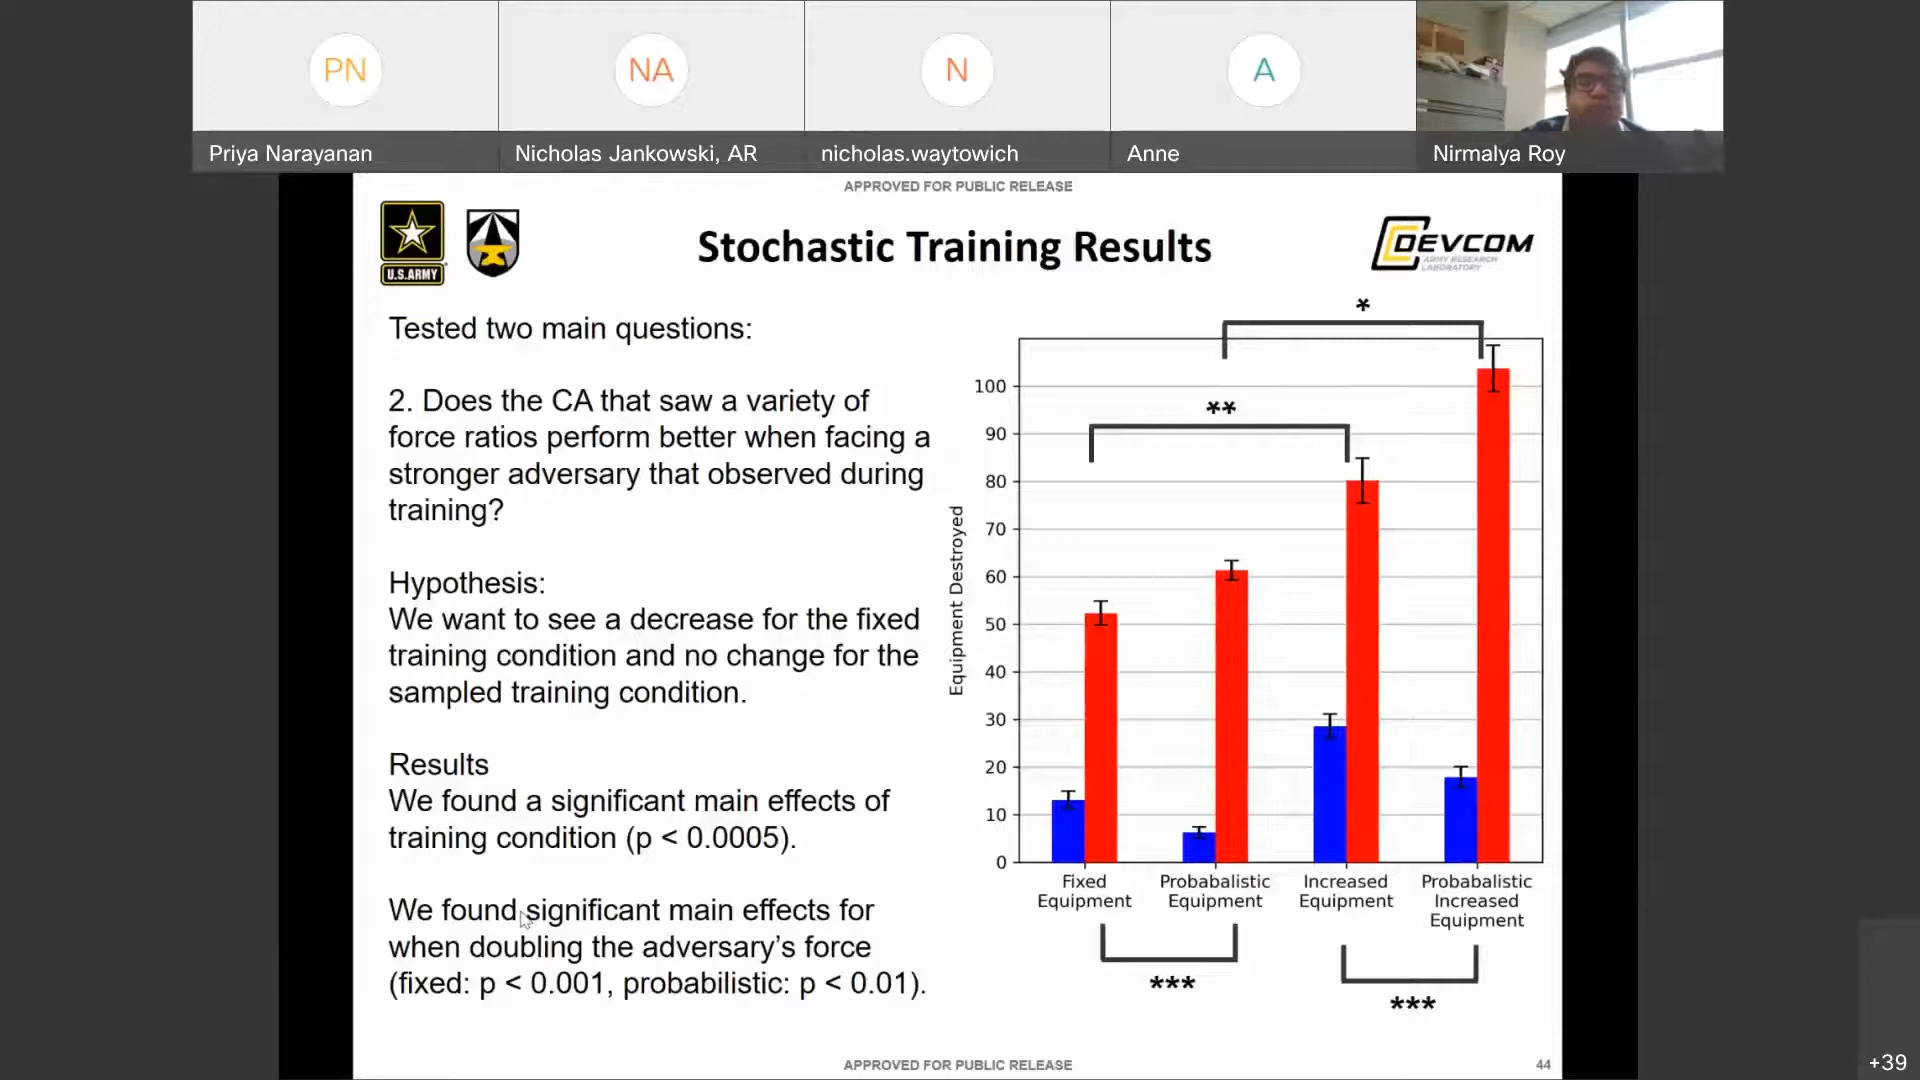 PN
NA
N
A
Priya Narayanan
Nicholas Jankowski, AR
nicholas.waytowich
Anne
Nirmalya Roy
APPROVED FOR PUBLIC RELEASE
U.S.ARMY
Stochastic Training Results
DEVCOM
ARMY RESEARCH
LABORATORY
Tested two main questions:
2. Does the CA that saw a variety of
force ratios perform better when facing a
stronger adversary that observed during
training?
Hypothesis:
We want to see a decrease for the fixed
training condition and no change for the
sampled training condition.
Results
We found a significant main effects of
training condition (p < 0.0005).
We found significant main effects for
when doubling the adversary’s force
(fixed: p < 0.001, probabilistic: p < 0.01).
*
**
100
90
80
70
60
50
40
30
20
10
0
Equipment Destroyed
Fixed
Equipment
Probabalistic
Equipment
Increased
Equipment
Probabalistic
Increased
Equipment
***
***
APPROVED FOR PUBLIC RELEASE
44
+39